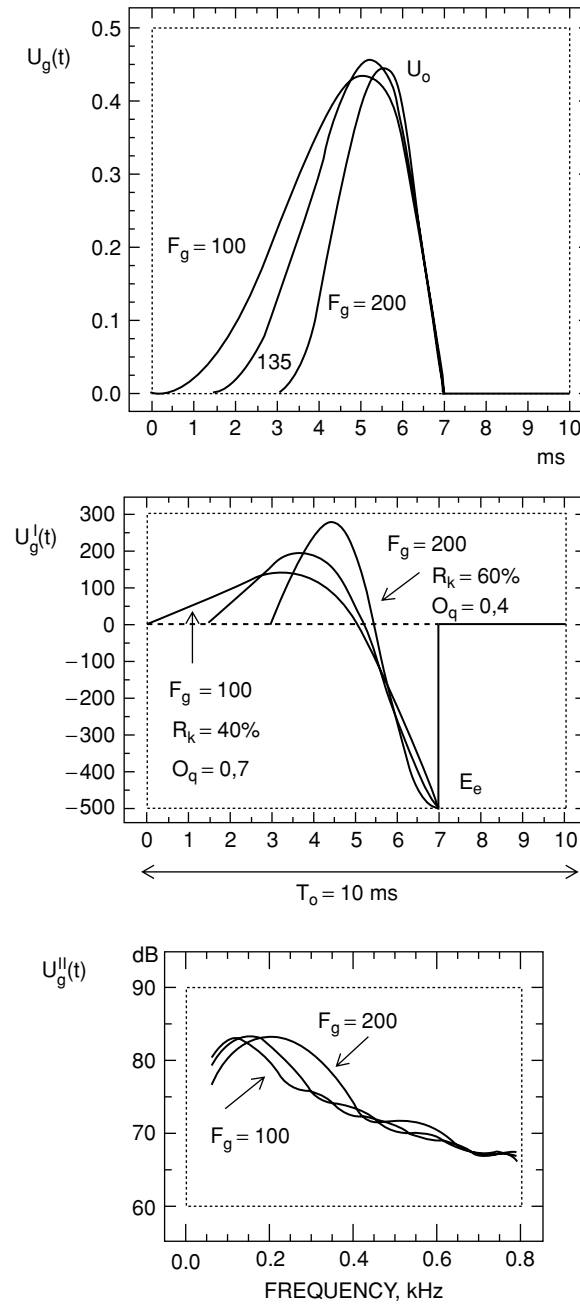 U_g(t)
0.5
0.4
0.3
0.2
0.1
0.0
U_o
F_g = 100
F_g = 200
135
0 1 2 3 4 5 6 7 8 9 10
ms
U_g^I(t)
300
200
100
0
−100
−200
−300
−400
−500
F_g = 200
R_k = 60%
O_q = 0,4
F_g = 100
R_k = 40%
O_q = 0,7
E_e
0 1 2 3 4 5 6 7 8 9 10
T_o = 10 ms
U_g^II(t)
dB
90
80
70
60
F_g = 200
F_g = 100
0.0 0.2 0.4 0.6 0.8
FREQUENCY, kHz